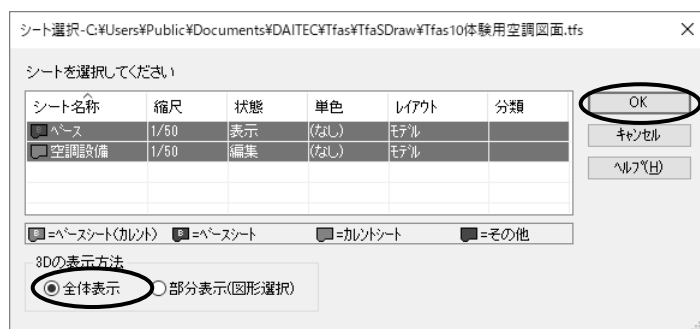 シート選択-C:¥Users¥Public¥Documents¥DAITEC¥Tfas¥TfaSDraw¥Tfas10体験用空調図面.tfs
シートを選択してください
シート名称 縮尺 状態 単色 レイアウト 分類
B ベース 1/50 表示 (なし) モデル
空調設備 1/50 編集 (なし) モデル
OK
キャンセル
ヘルプ(H)
B =ベースシート(カレント) B =ベースシート =カレントシート =その他
3Dの表示方法
全体表示 部分表示(図形選択)